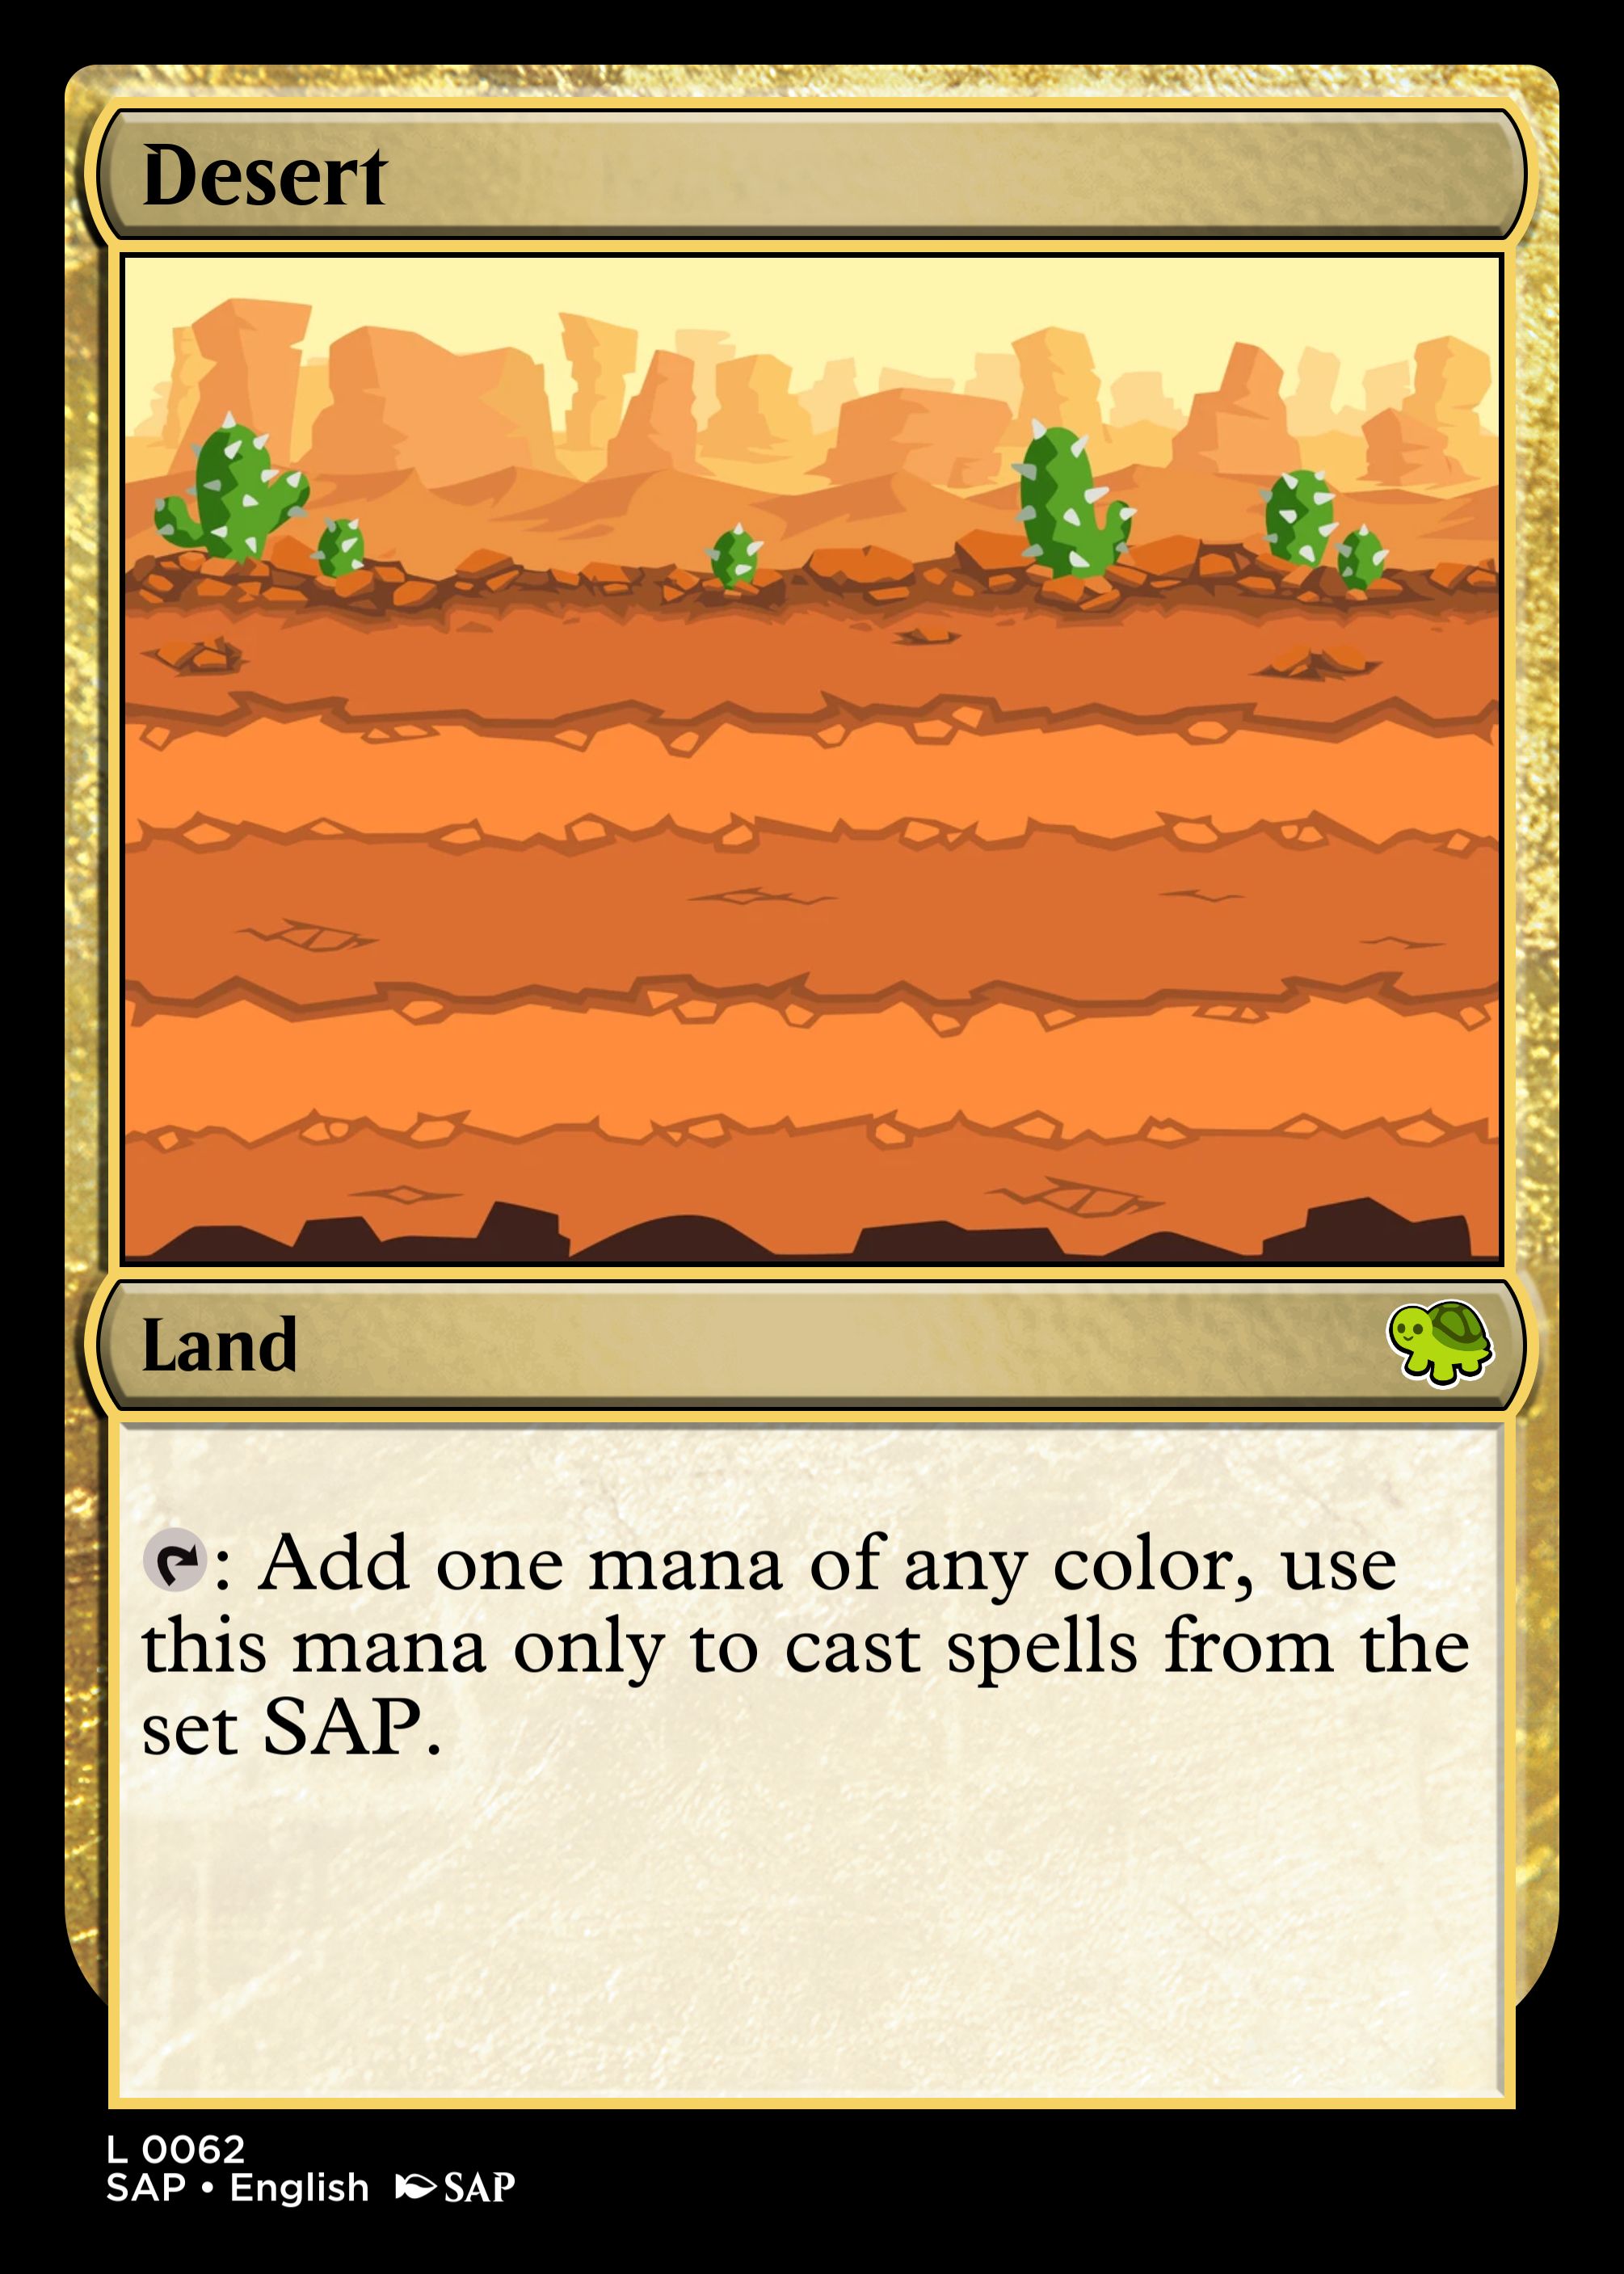 Desert
Land
: Add one mana of any color, use
this mana only to cast spells from the
set SAP.
L 0062
SAP • English SAP